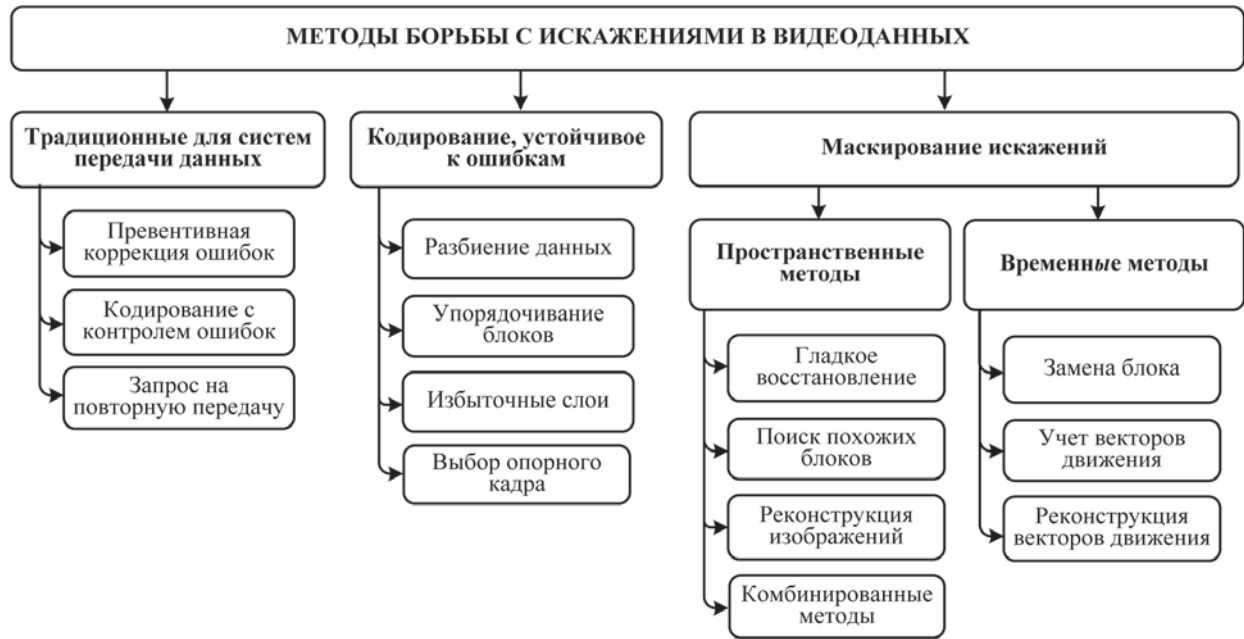 МЕТОДЫ БОРЬБЫ С ИСКАЖЕНИЯМИ В ВИДЕОДАННЫХ
Традиционные для систем
передачи данных
Превентивная
коррекция ошибок
Кодирование с
контролем ошибок
Запрос на
повторную передачу
Кодирование, устойчивое
к ошибкам
Разбиение данных
Упорядочивание
блоков
Избыточные слои
Выбор опорного
кадра
Маскирование искажений
Пространственные
методы
Гладкое
восстановление
Поиск похожих
блоков
Реконструкция
изображений
Комбинированные
методы
Временные методы
Замена блока
Учет векторов
движения
Реконструкция
векторов движения